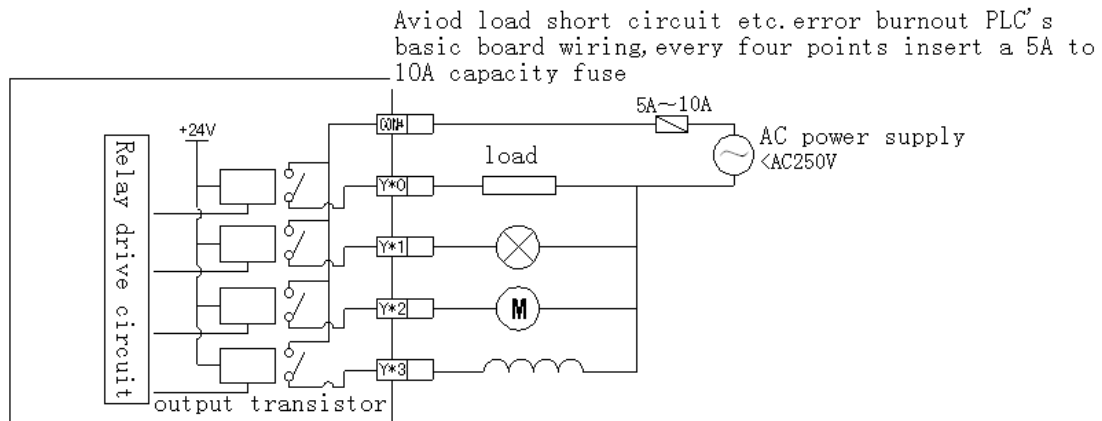 Aviod load short circuit etc. error burnout PLC's
basic board wiring, every four points insert a 5A to
10A capacity fuse
5A～10A
COM*
AC power supply
<AC250V
+24V
load
Y*0
Y*1
Y*2
M
Y*3
Relay drive circuit
output transistor